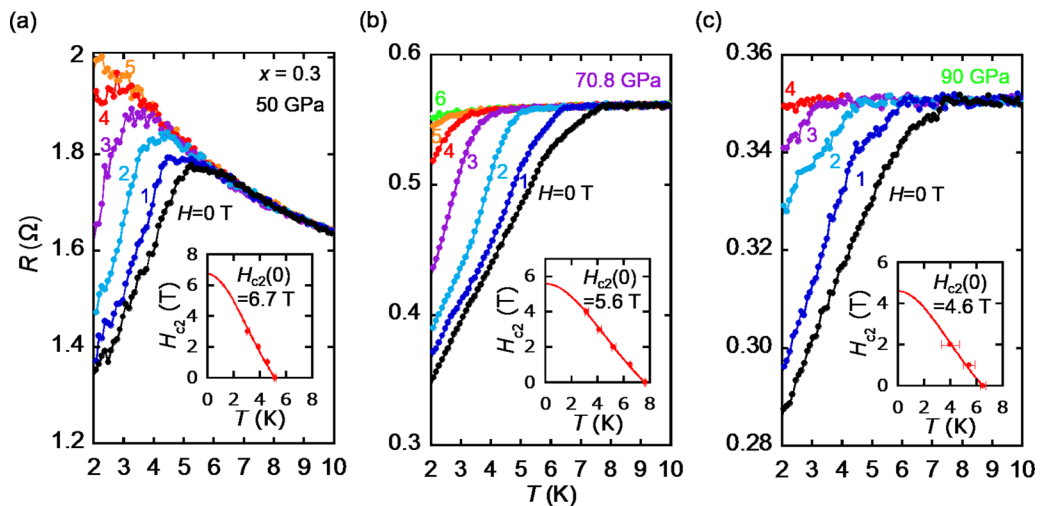 (a)
(b)
(c)
2
1.8
1.6
1.4
1.2
R (Ω)
2 3 4 5 6 7 8 9 10
x = 0.3
50 GPa
5
4
3
2
1
H=0 T
8
6
4
2
0
Hc2 (T)
Hc2(0)
=6.7 T
0 2 4 6 8
T (K)
0.6
0.5
0.4
0.3
2 3 4 5 6 7 8 9 10
T (K)
70.8 GPa
6
5
4
3
2
1
H=0 T
6
4
2
0
Hc2 (T)
Hc2(0)
=5.6 T
0 2 4 6 8
T (K)
0.36
0.34
0.32
0.30
0.28
2 3 4 5 6 7 8 9 10
90 GPa
4
3
2
1
H=0 T
6
4
2
0
Hc2 (T)
Hc2(0)
=4.6 T
0 2 4 6 8
T (K)